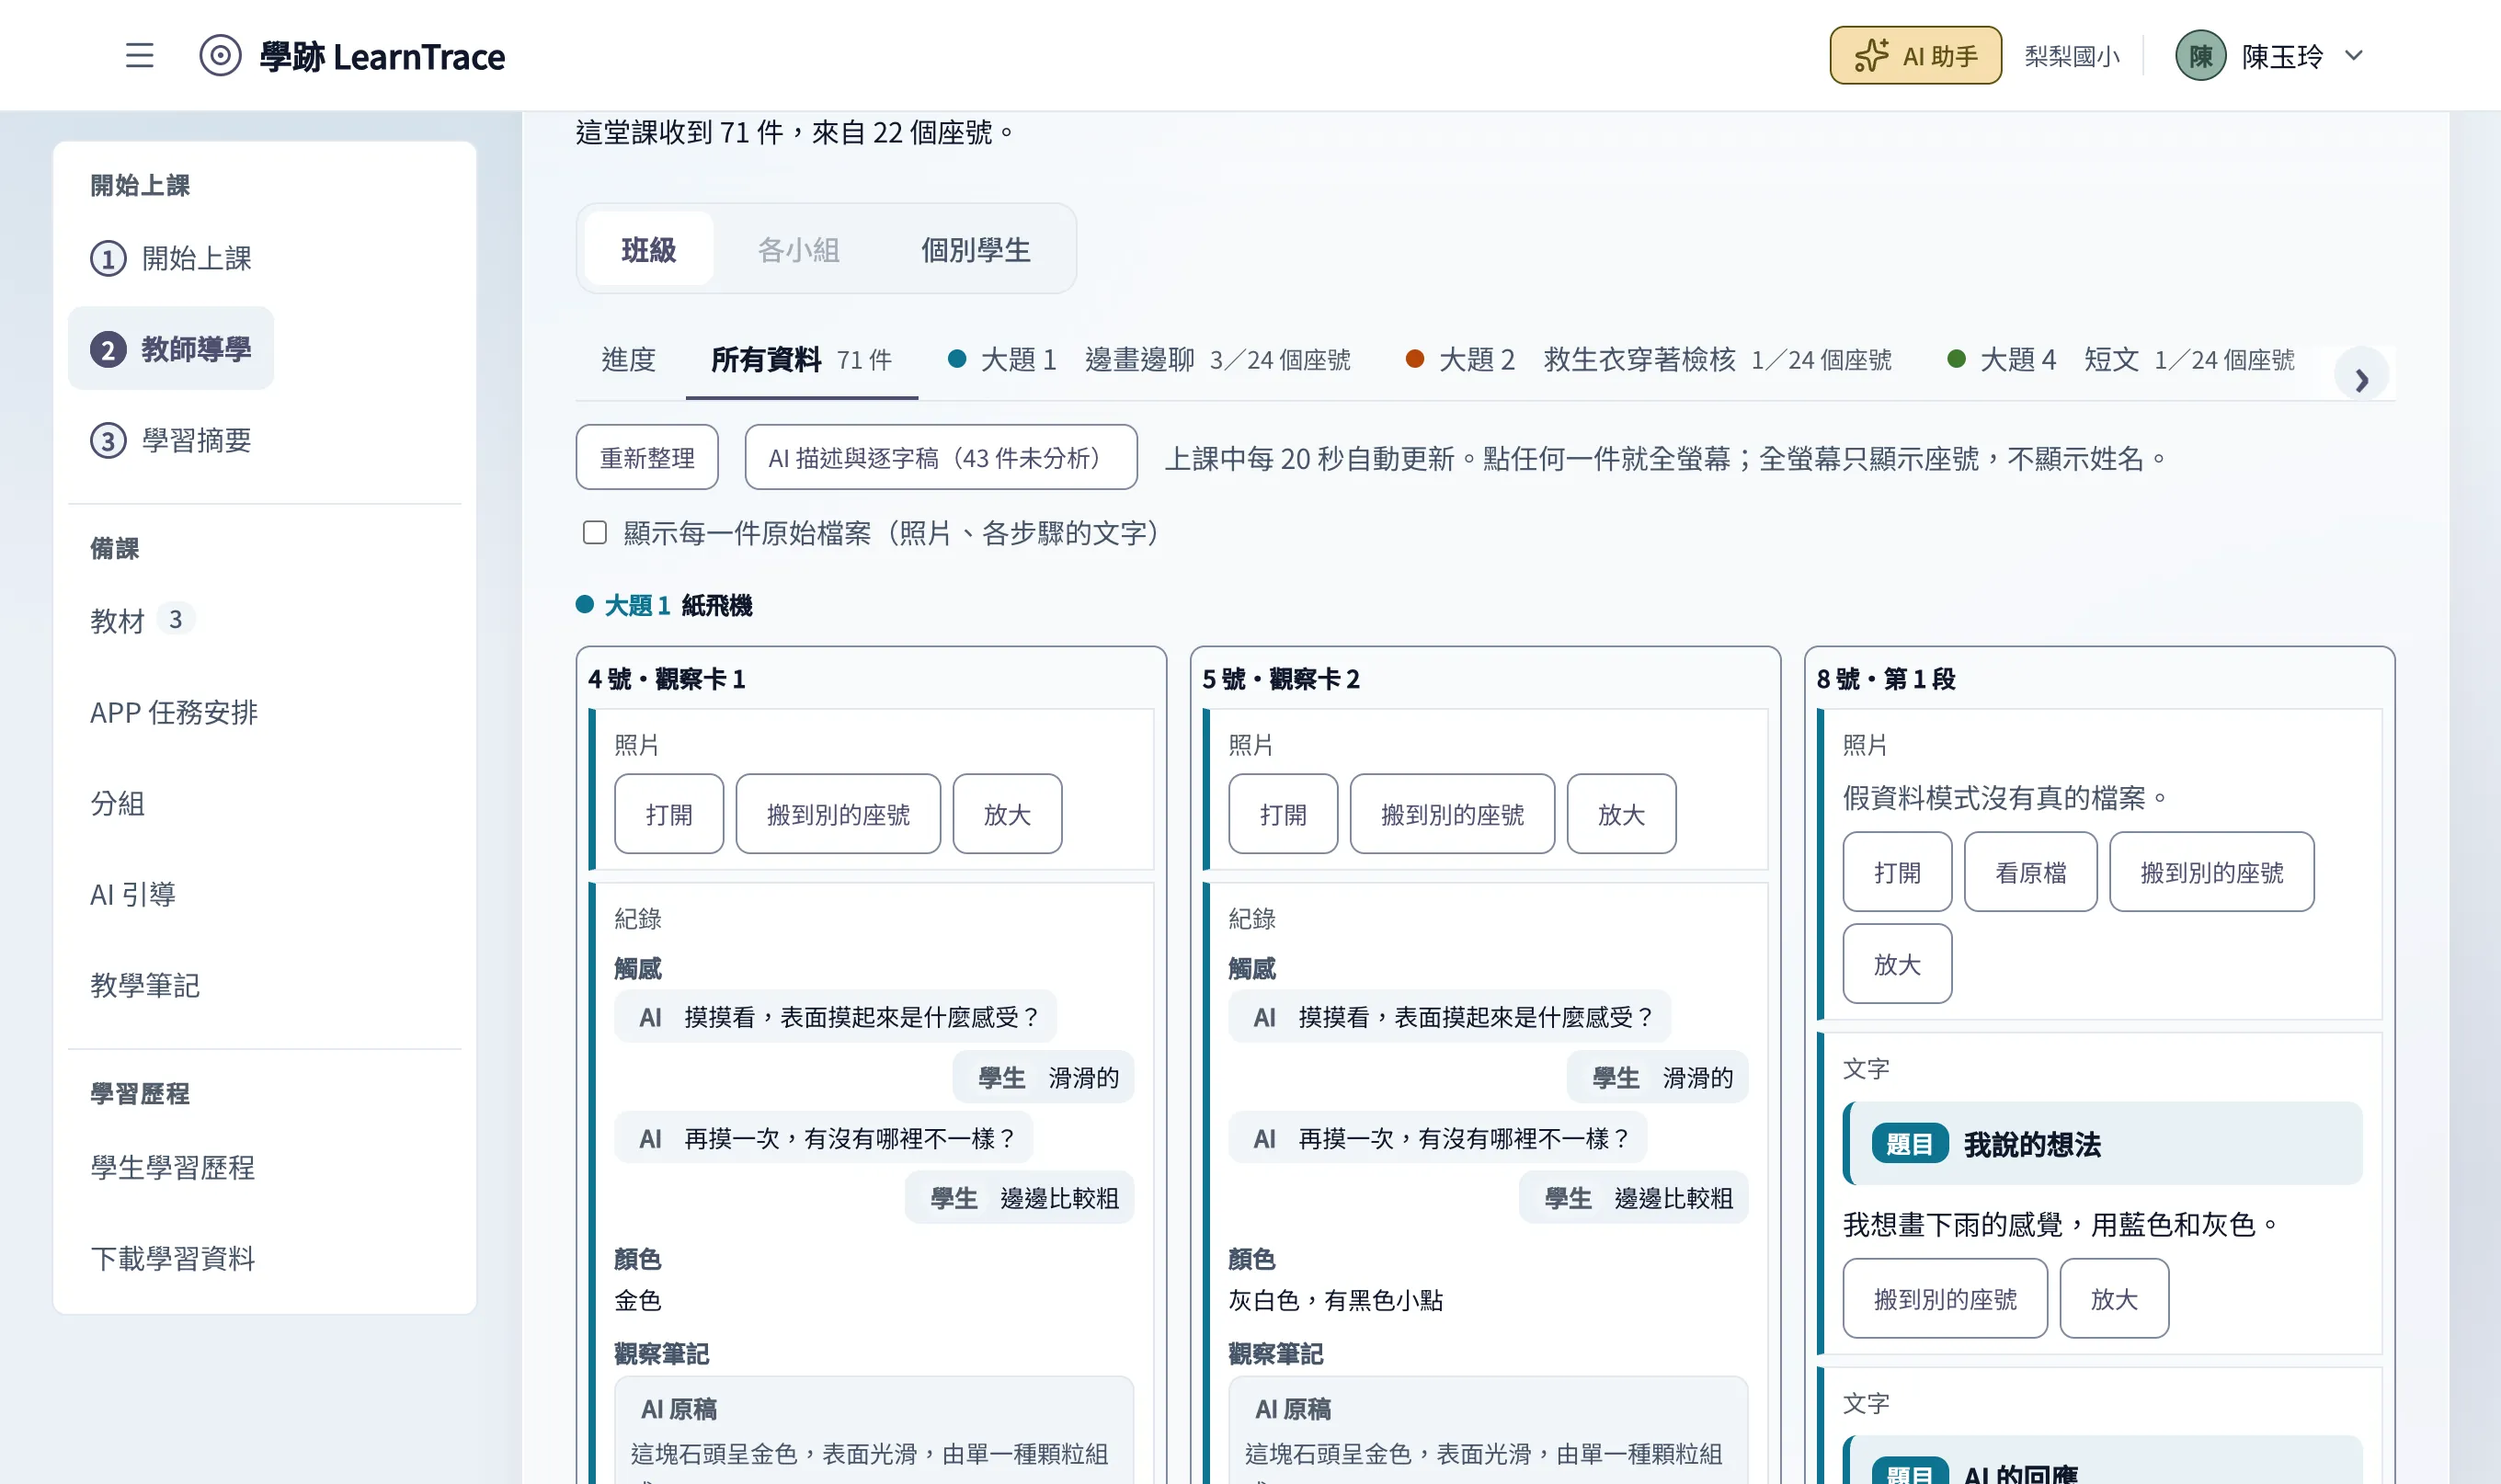 學跡 LearnTrace
AI 助手
梨梨國小
陳
陳玉玲
開始上課
1 開始上課
2 教師導學
3 學習摘要
備課
教材 3
APP 任務安排
分組
AI 引導
教學筆記
學習歷程
學生學習歷程
下載學習資料
這堂課收到 71 件，來自 22 個座號。
班級
各小組
個別學生
進度
所有資料 71 件
大題 1 邊畫邊聊 3／24 個座號
大題 2 救生衣穿著檢核 1／24 個座號
大題 4 短文 1／24 個座號
重新整理
AI 描述與逐字稿（43 件未分析）
上課中每 20 秒自動更新。點任何一件就全螢幕；全螢幕只顯示座號，不顯示姓名。
顯示每一件原始檔案（照片、各步驟的文字）
大題 1 紙飛機
4 號・觀察卡 1
照片
打開
搬到別的座號
放大
紀錄
觸感
AI 摸摸看，表面摸起來是什麼感受？
學生 滑滑的
AI 再摸一次，有沒有哪裡不一樣？
學生 邊邊比較粗
顏色
金色
觀察筆記
AI 原稿
這塊石頭呈金色，表面光滑，由單一種顆粒組
5 號・觀察卡 2
照片
打開
搬到別的座號
放大
紀錄
觸感
AI 摸摸看，表面摸起來是什麼感受？
學生 滑滑的
AI 再摸一次，有沒有哪裡不一樣？
學生 邊邊比較粗
顏色
灰白色，有黑色小點
觀察筆記
AI 原稿
這塊石頭呈金色，表面光滑，由單一種顆粒組
8 號・第 1 段
照片
假資料模式沒有真的檔案。
打開
看原檔
搬到別的座號
放大
文字
題目 我說的想法
我想畫下雨的感覺，用藍色和灰色。
搬到別的座號
放大
文字
題目 AI 的回應